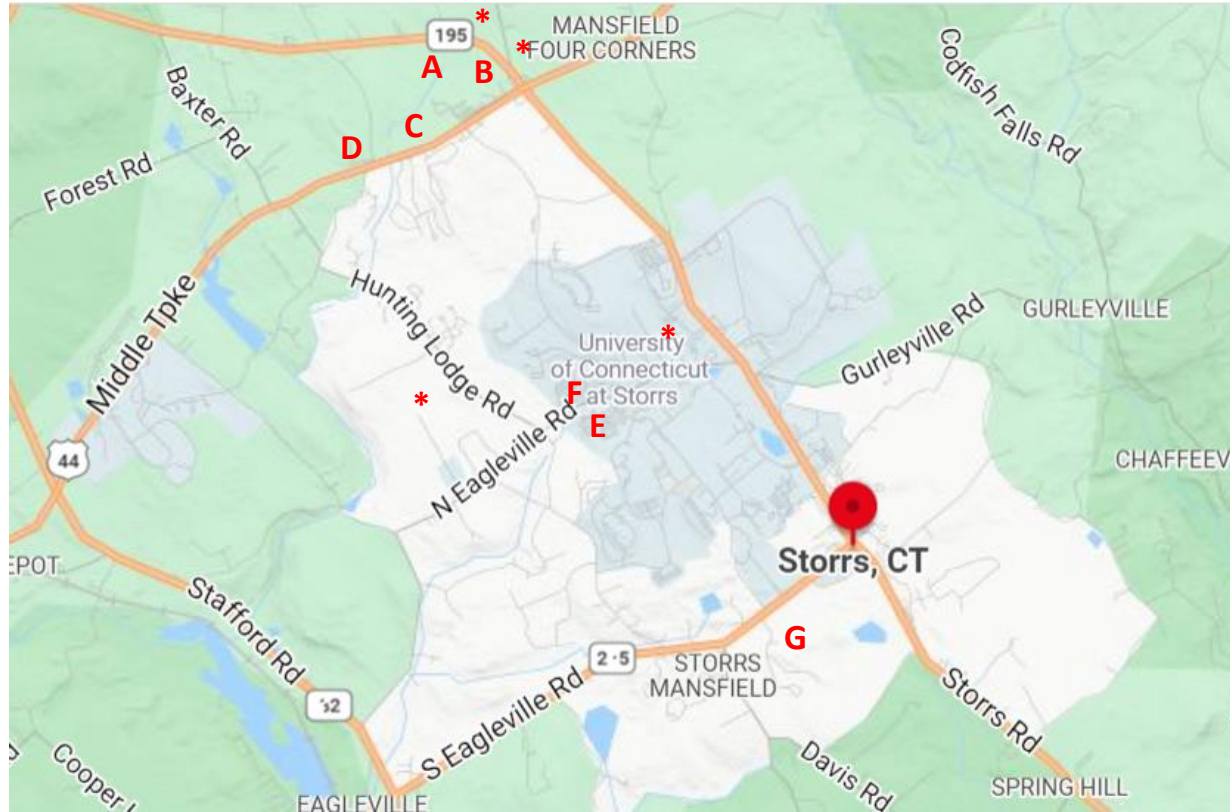 *
195
MANSFIELD
FOUR CORNERS
*
A
B
Baxter Rd
Codfish Falls Rd
C
D
Forest Rd
Hunting Lodge Rd
GURLEYVILLE
*
University
of Connecticut
at Storrs
Gurleyville Rd
Middle Tpke
*
F
E
N Eagleville Rd
44
CHAFFEEV
EPOT
Storrs, CT
Stafford Rd
G
2·5
STORRS
MANSFIELD
S Eagleville Rd
Storrs Rd
Cooper
Davis Rd
SPRING HILL
EAGLEVILLE